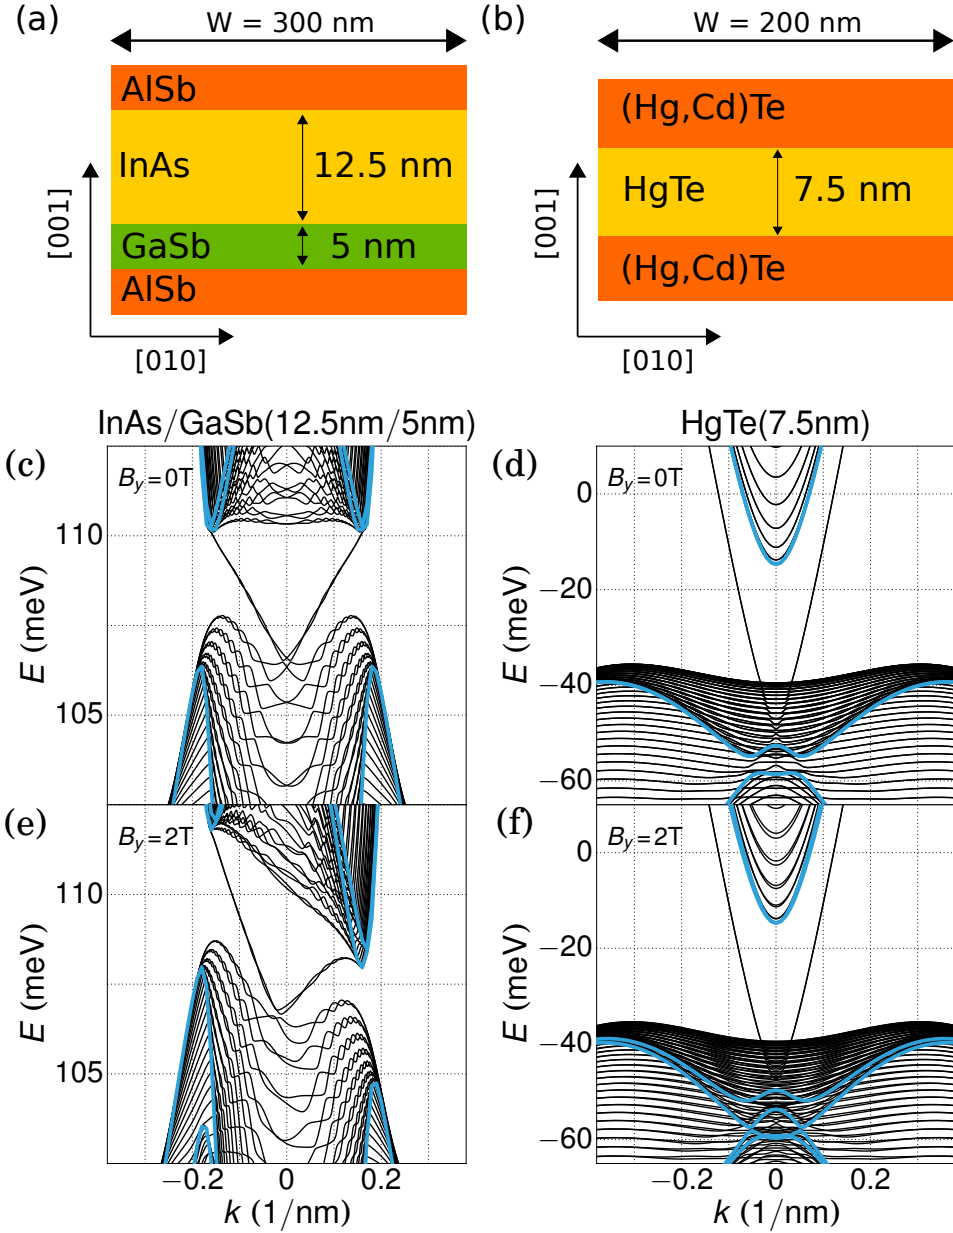 (a)
W = 300 nm
AlSb
InAs
12.5 nm
GaSb
5 nm
AlSb
[001]
[010]
(b)
W = 200 nm
(Hg,Cd)Te
HgTe
7.5 nm
(Hg,Cd)Te
[001]
[010]
InAs/GaSb(12.5nm/5nm)
(c)
B_y=0T
110
105
E (meV)
HgTe(7.5nm)
(d)
B_y=0T
0
−20
−40
−60
E (meV)
(e)
B_y=2T
110
105
E (meV)
−0.2 0 0.2
k (1/nm)
(f)
B_y=2T
0
−20
−40
−60
E (meV)
−0.2 0 0.2
k (1/nm)